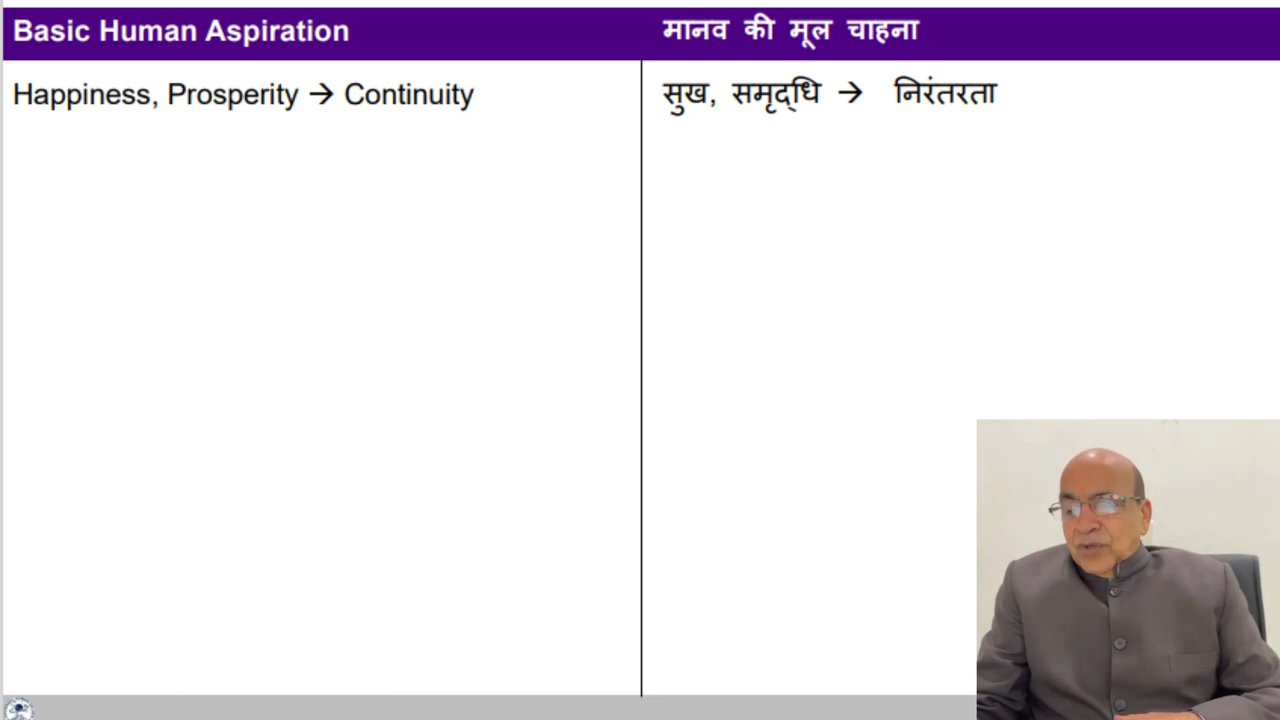 Basic Human Aspiration
मानव की मूल चाहना
Happiness, Prosperity → Continuity
सुख, समृद्धि → निरंतरता